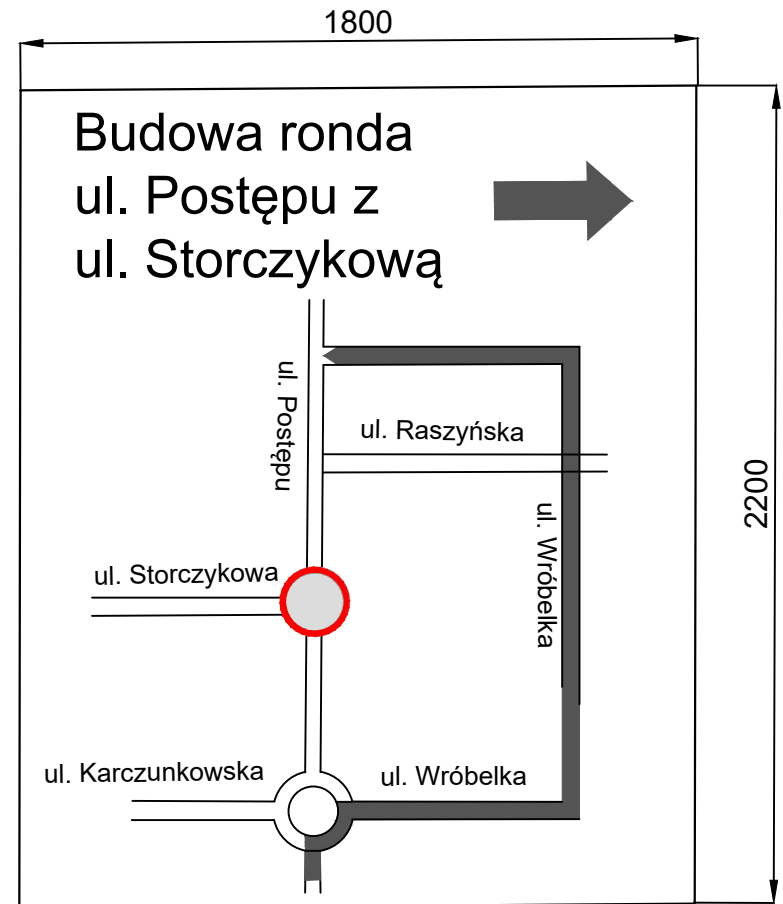 1800
Budowa ronda
ul. Postępu z
ul. Storczykową
ul. Postępu
ul. Raszyńska
2200
ul. Wróbelka
ul. Storczykowa
ul. Karczunkowska
ul. Wróbelka